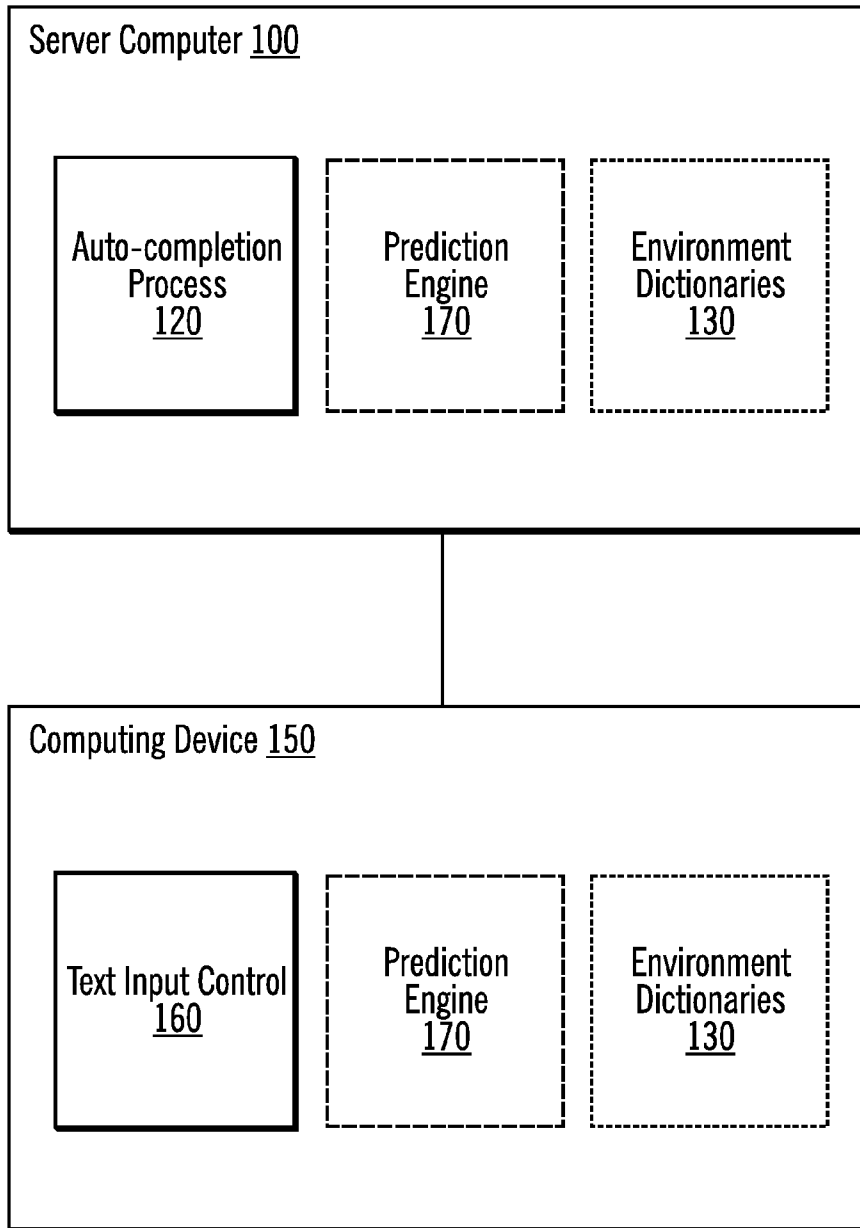 Server Computer 100
Auto-completion
Process
120
Prediction
Engine
170
Environment
Dictionaries
130
Computing Device 150
Text Input Control
160
Prediction
Engine
170
Environment
Dictionaries
130